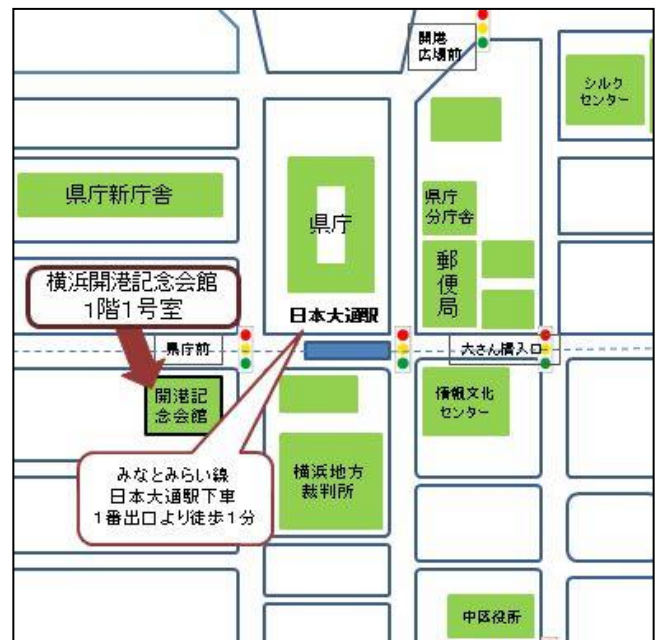 開港
広場前
シルク
センター
県庁新庁舎
県庁
県庁
分庁舎
郵
便
局
横浜開港記念会館
1階1号室
日本大通駅
県庁前
大さん橋入口
開港記
念会館
情報文化
センター
みなとみらい線
日本大通駅下車
1番出口より徒歩1分
横浜地方
裁判所
中区役所